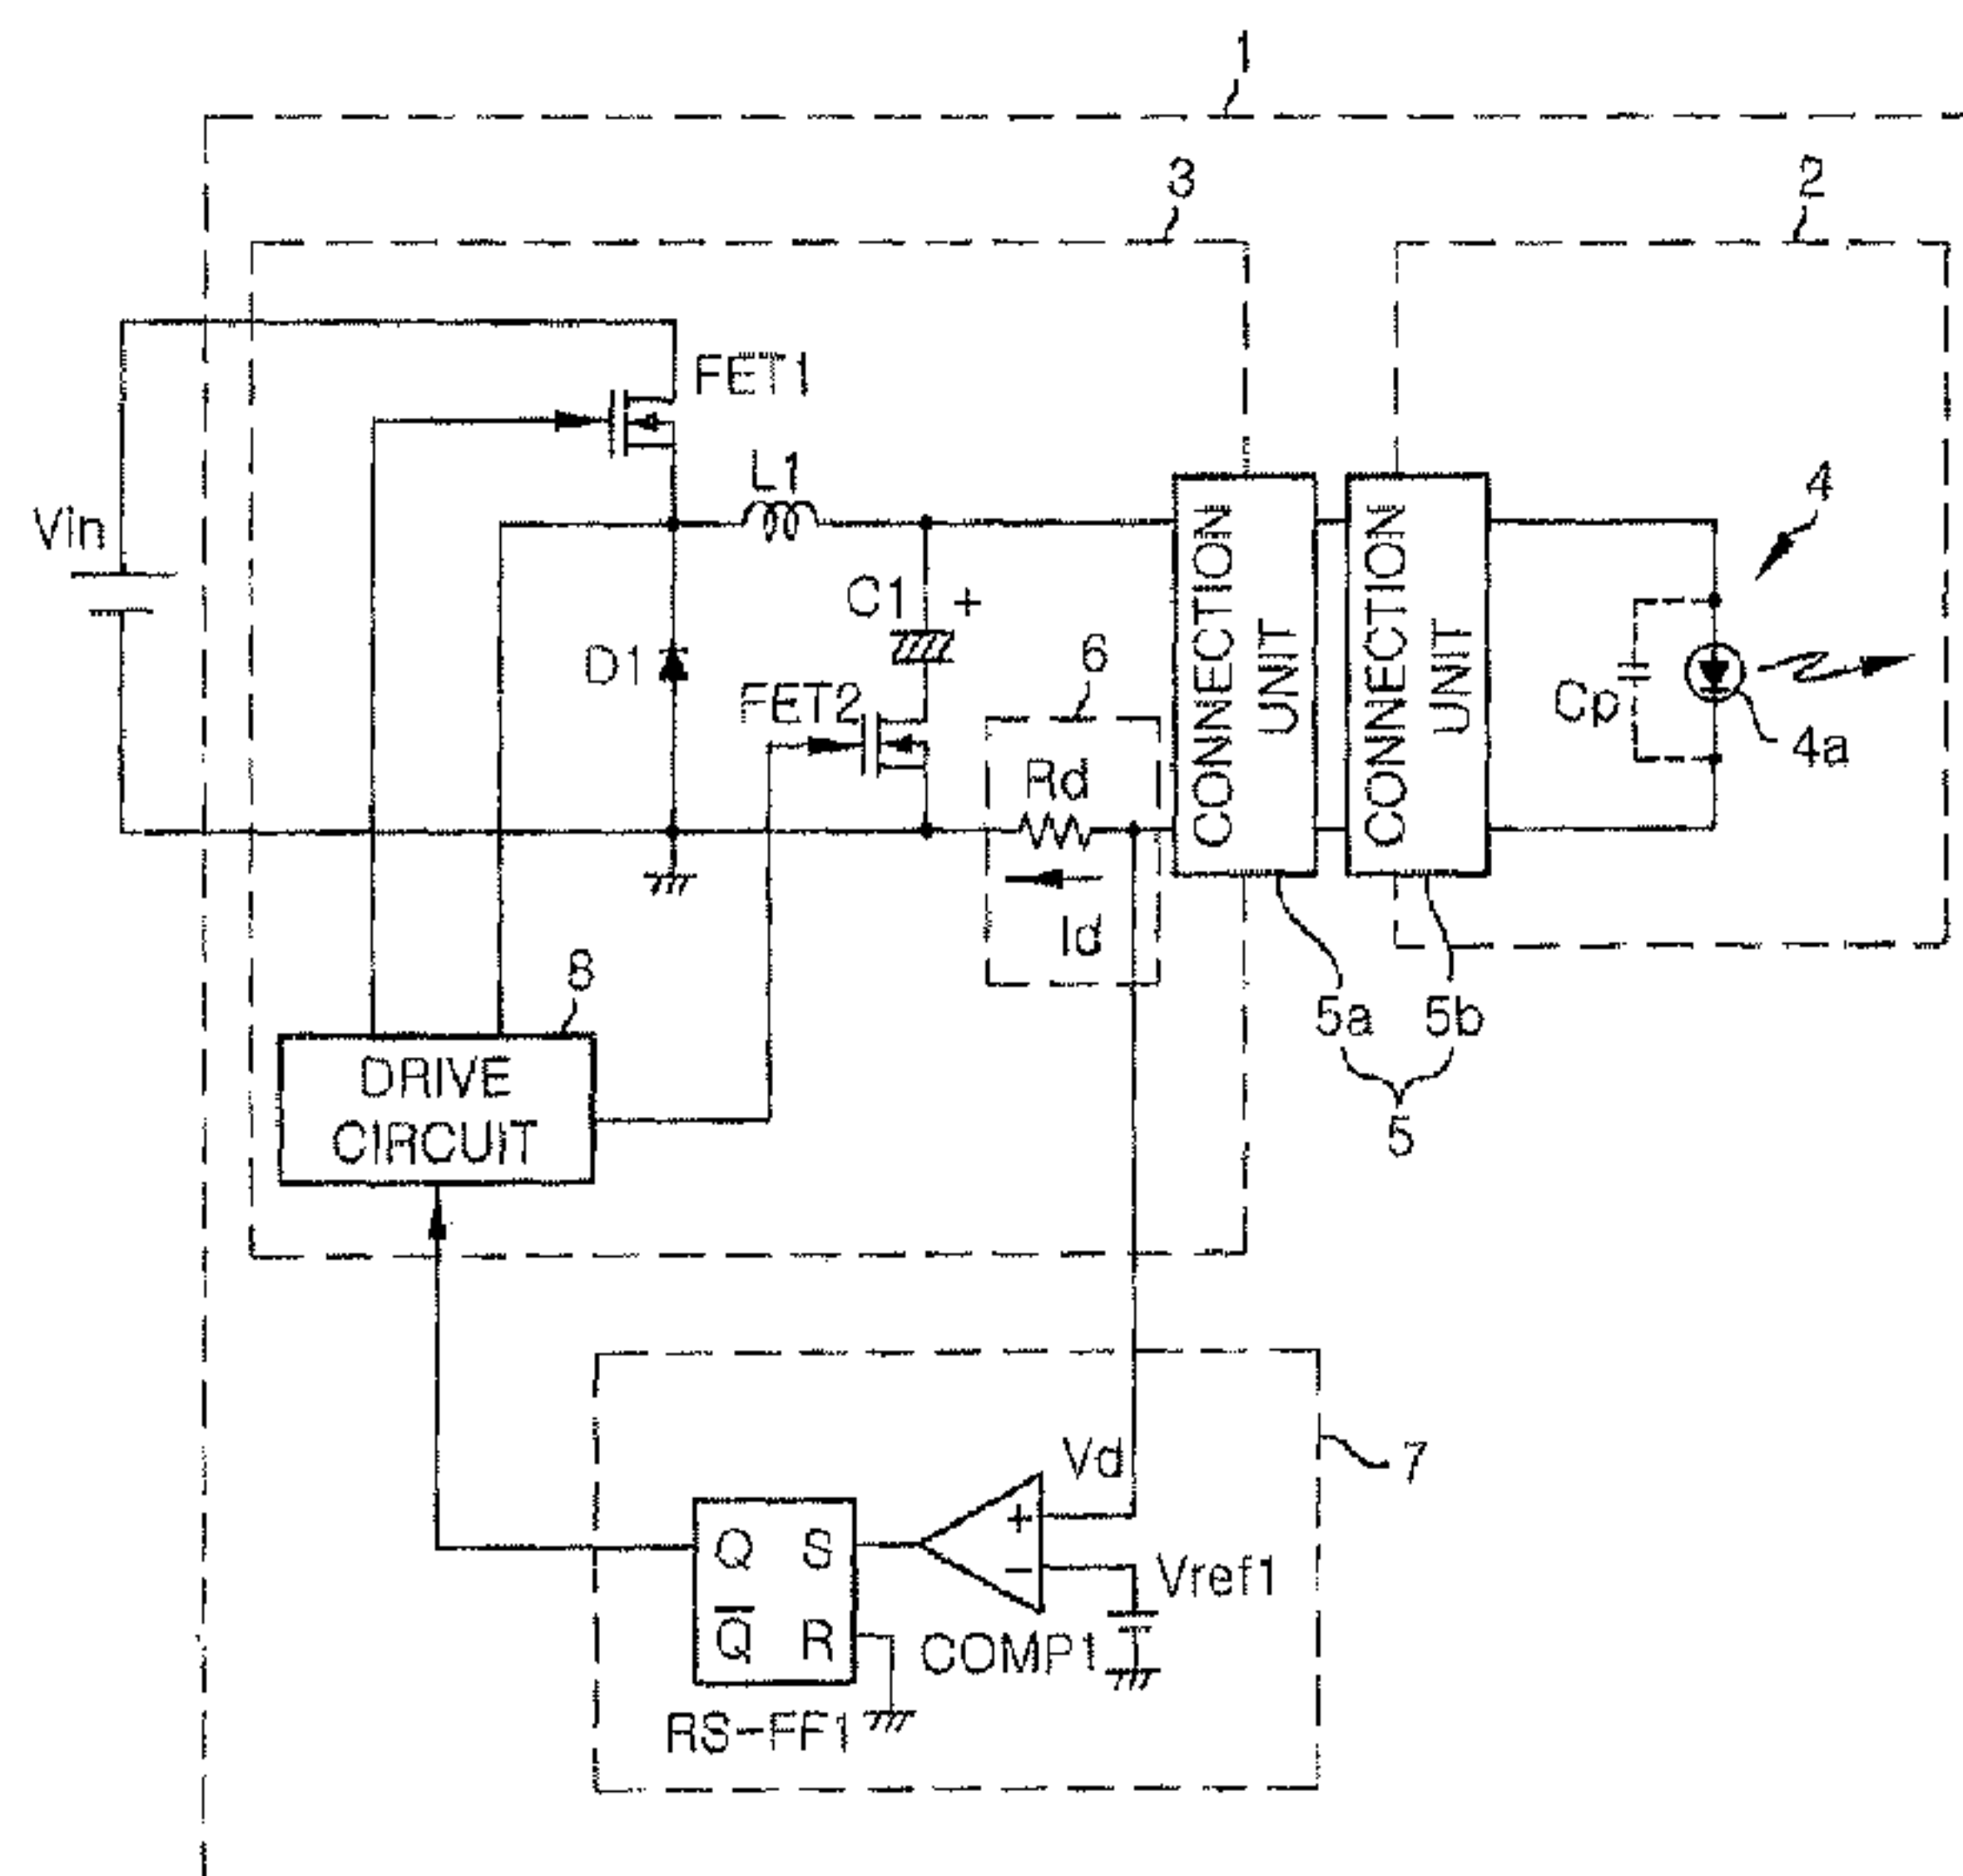 1
3
2
FET1
L1
Vin
4
C1 +
CONNECTION
UNIT
CONNECTION
UNIT
D1
6
FET2
Cp
4a
Rd
Id
8
5a
5b
DRIVE
CIRCUIT
5
Vd
7
Q S
+
−
Vref1
Q̅ R
COMP1
RS-FF1